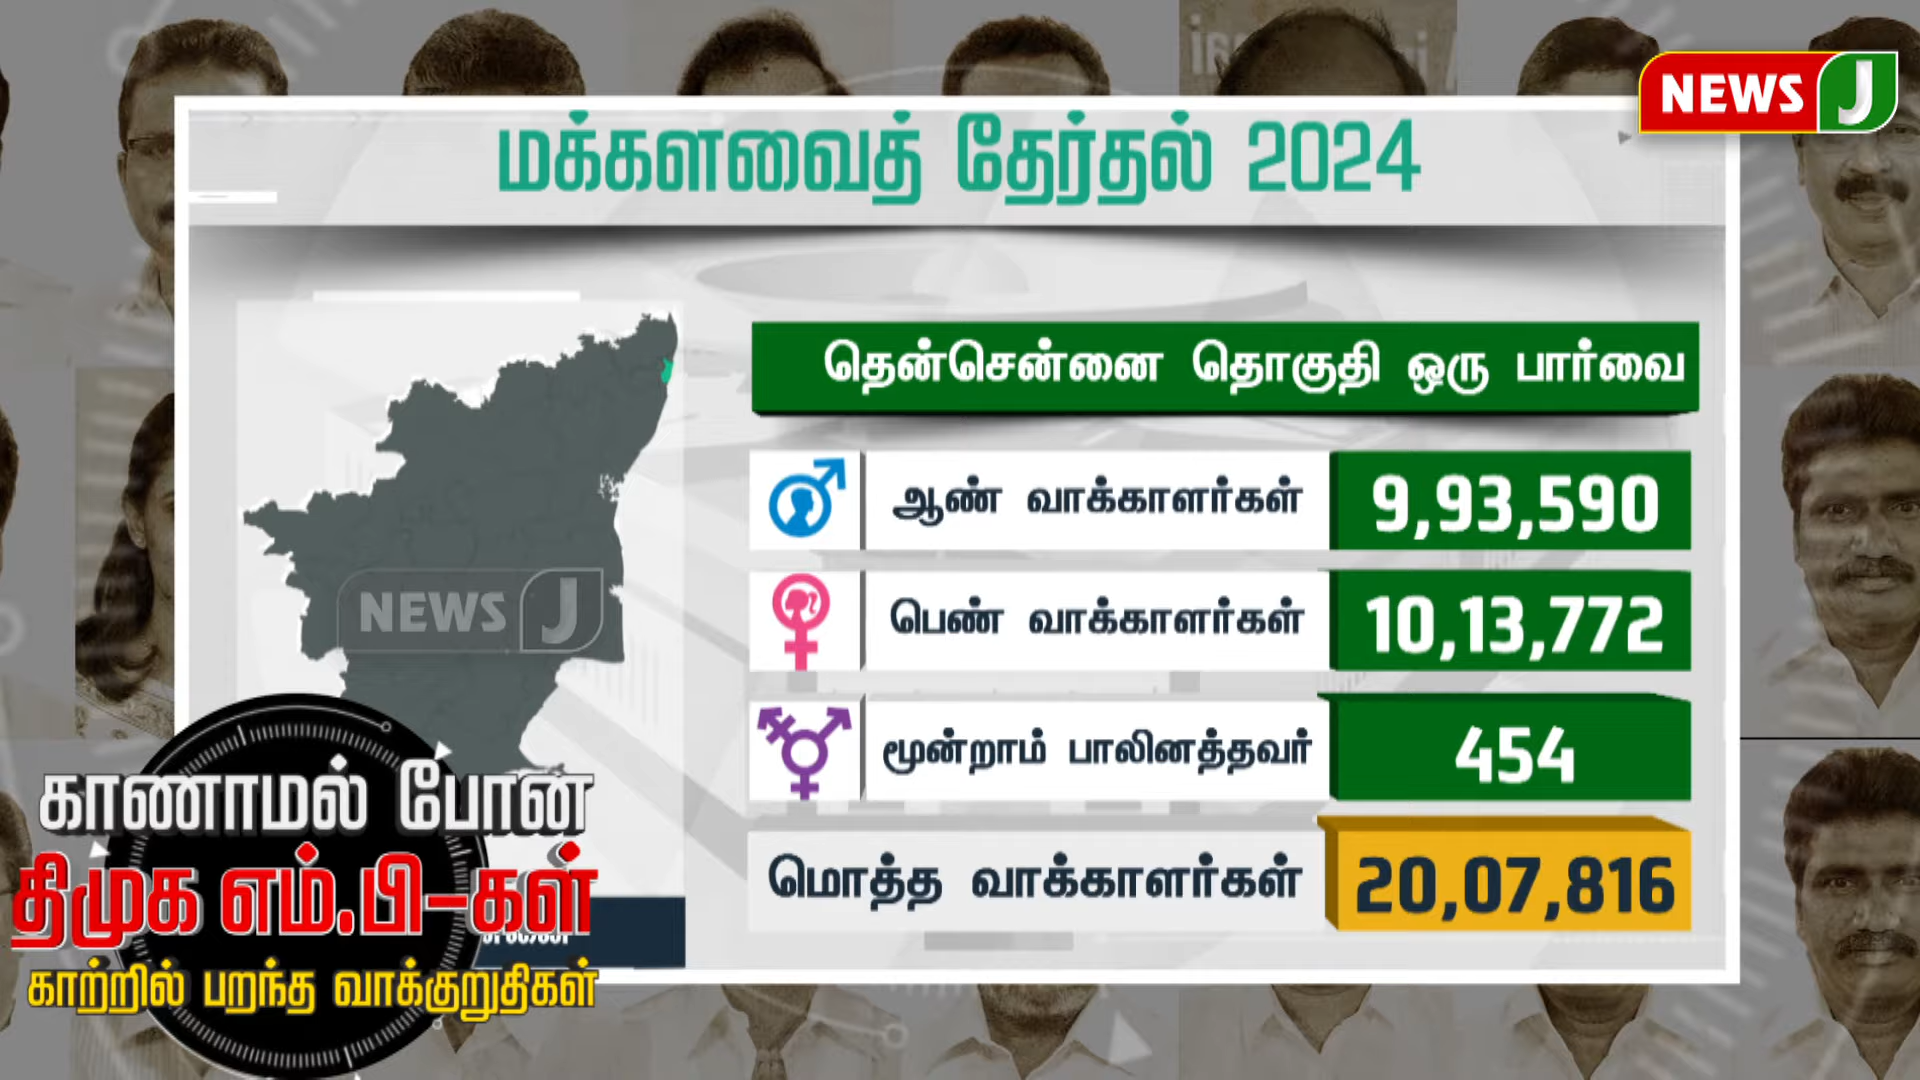 NEWS J
மக்களவைத் தேர்தல் 2024
தென்சென்னை தொகுதி ஒரு பார்வை
ஆண் வாக்காளர்கள் 9,93,590
பெண் வாக்காளர்கள் 10,13,772
மூன்றாம் பாலினத்தவர் 454
மொத்த வாக்காளர்கள் 20,07,816
NEWS J
காணாமல் போன
திமுக எம்.பி-கள்
காற்றில் பறந்த வாக்குறுதிகள்